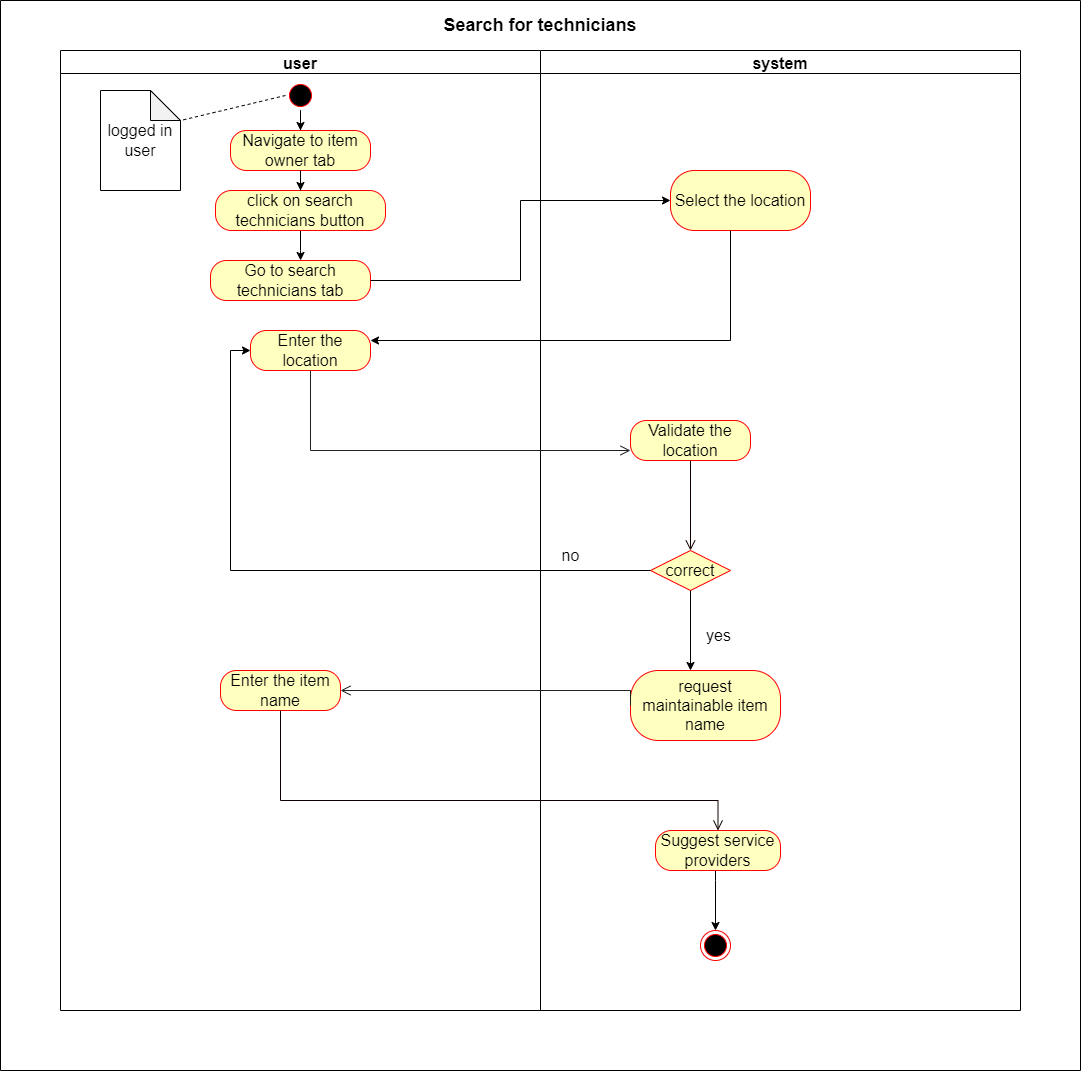 Search for technicians
user
system
logged in
user
Navigate to item
owner tab
click on search
technicians button
Select the location
Go to search
technicians tab
Enter the
location
Validate the
location
no
correct
yes
Enter the item
name
request
maintainable item
name
Suggest service
providers